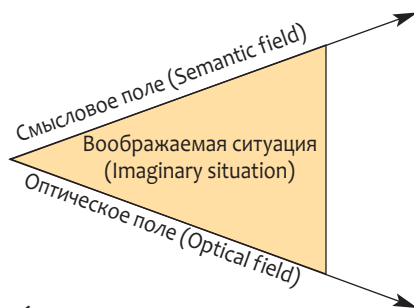 Смысловое поле (Semantic field)
Воображаемая ситуация
(Imaginary situation)
Оптическое поле (Optical field)